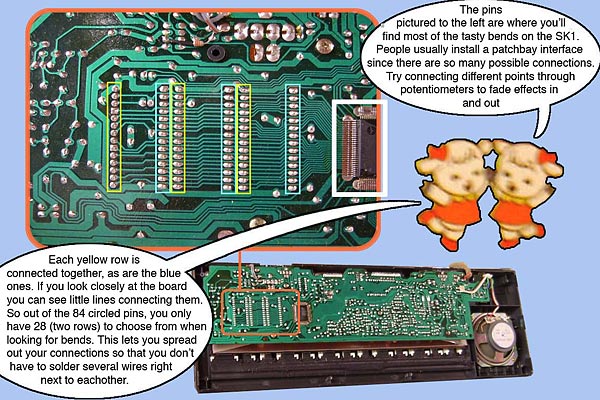 The pins
pictured to the left are where you'll
find most of the tasty bends on the SK1.
People usually install a patchbay interface
since there are so many possible connections.
Try connecting different points through
potentiometers to fade effects in
and out
Each yellow row is
connected together, as are the blue
ones. If you look closely at the board
you can see little lines connecting them.
So out of the 84 circled pins, you only
have 28 (two rows) to choose from when
looking for bends. This lets you spread
out your connections so that you don't
have to solder several wires right
next to eachother.